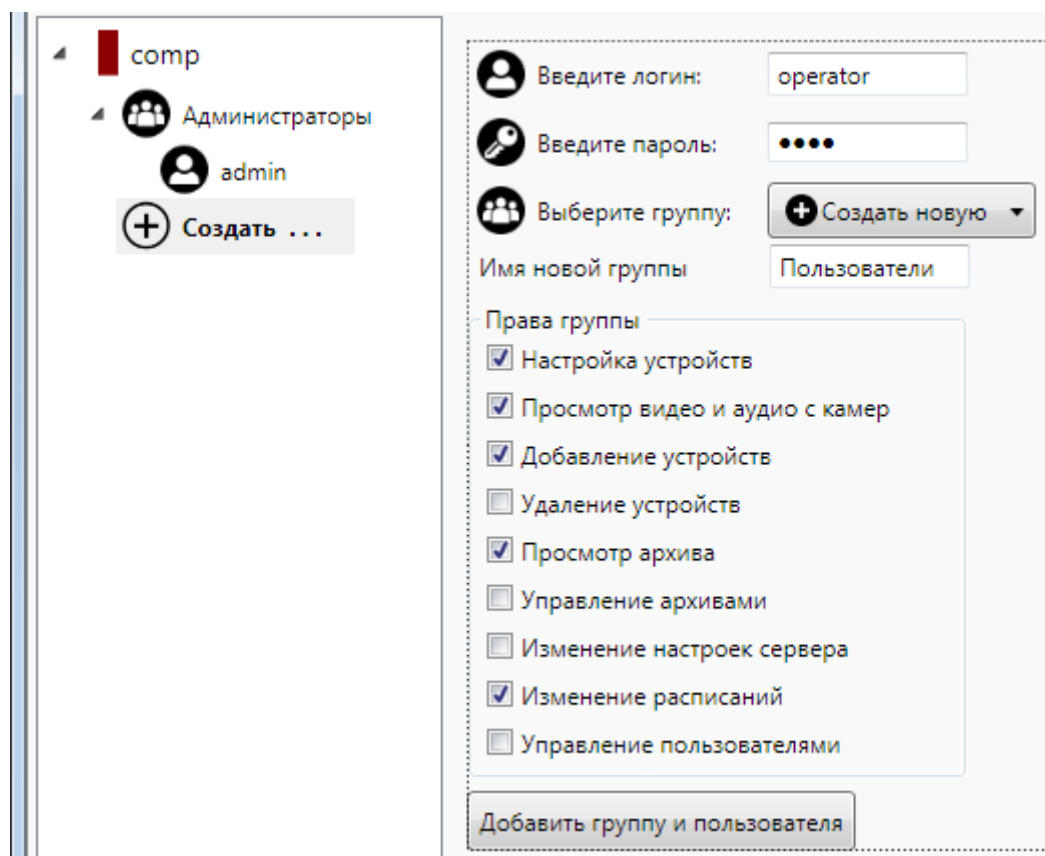 comp
Администраторы
admin
Создать ...
Введите логин:
operator
Введите пароль:
••••
Выберите группу:
Создать новую
Имя новой группы
Пользователи
Права группы
Настройка устройств
Просмотр видео и аудио с камер
Добавление устройств
Удаление устройств
Просмотр архива
Управление архивами
Изменение настроек сервера
Изменение расписаний
Управление пользователями
Добавить группу и пользователя